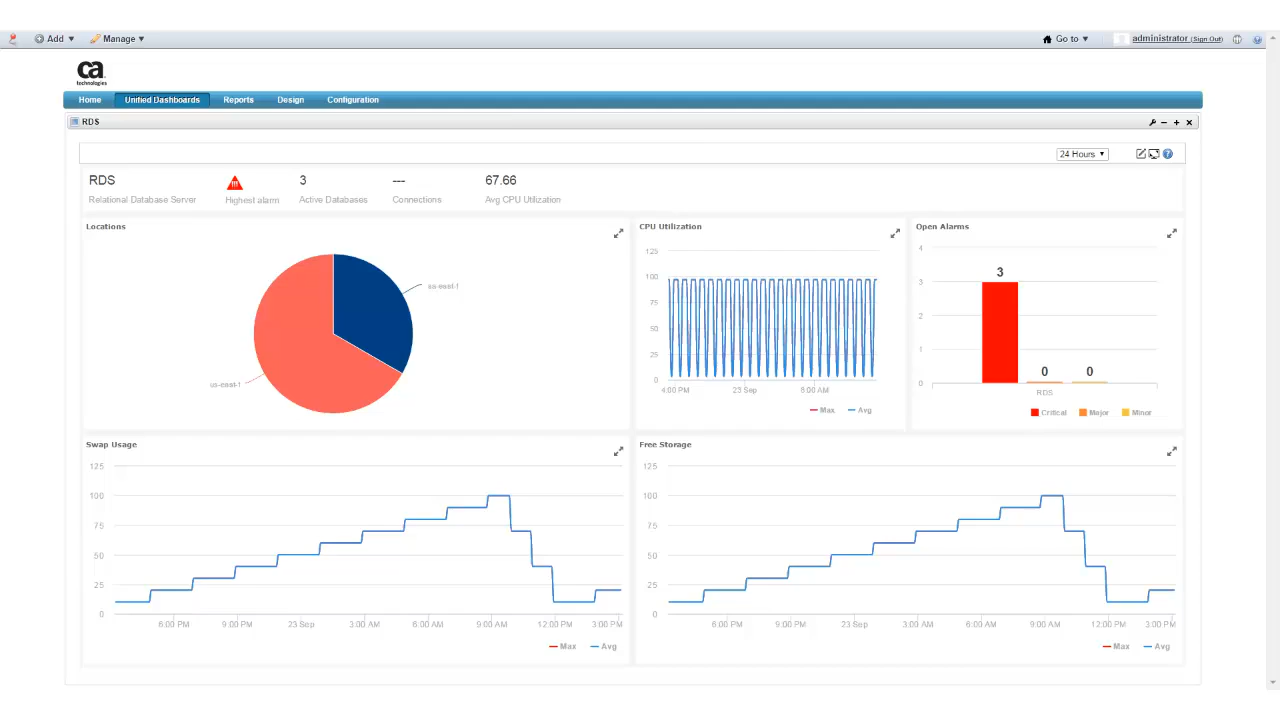 Add ▼ Manage ▼ Go to ▼ administrator (Sign Out)
ca
technologies
Home Unified Dashboards Reports Design Configuration
RDS
24 Hours ▼
RDS 3 --- 67.66
Relational Database Server Highest alarm Active Databases Connections Avg CPU Utilization
Locations
sa-east-1
us-east-1
CPU Utilization
125
100
75
50
25
0
4:00 PM 23 Sep 8:00 AM
Max Avg
Open Alarms
4
3
2
1
0
3 0 0
RDS
Critical Major Minor
Swap Usage
125
100
75
50
25
0
6:00 PM 9:00 PM 23 Sep 3:00 AM 6:00 AM 9:00 AM 12:00 PM 3:00 PM
Max Avg
Free Storage
125
100
75
50
25
0
6:00 PM 9:00 PM 23 Sep 3:00 AM 6:00 AM 9:00 AM 12:00 PM 3:00 PM
Max Avg